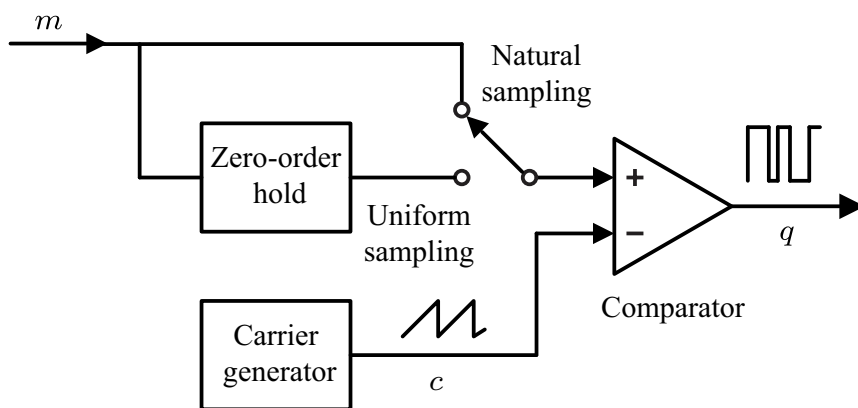 m
Natural
sampling
Zero-order
hold
Uniform
sampling
+
−
q
Comparator
Carrier
generator
c